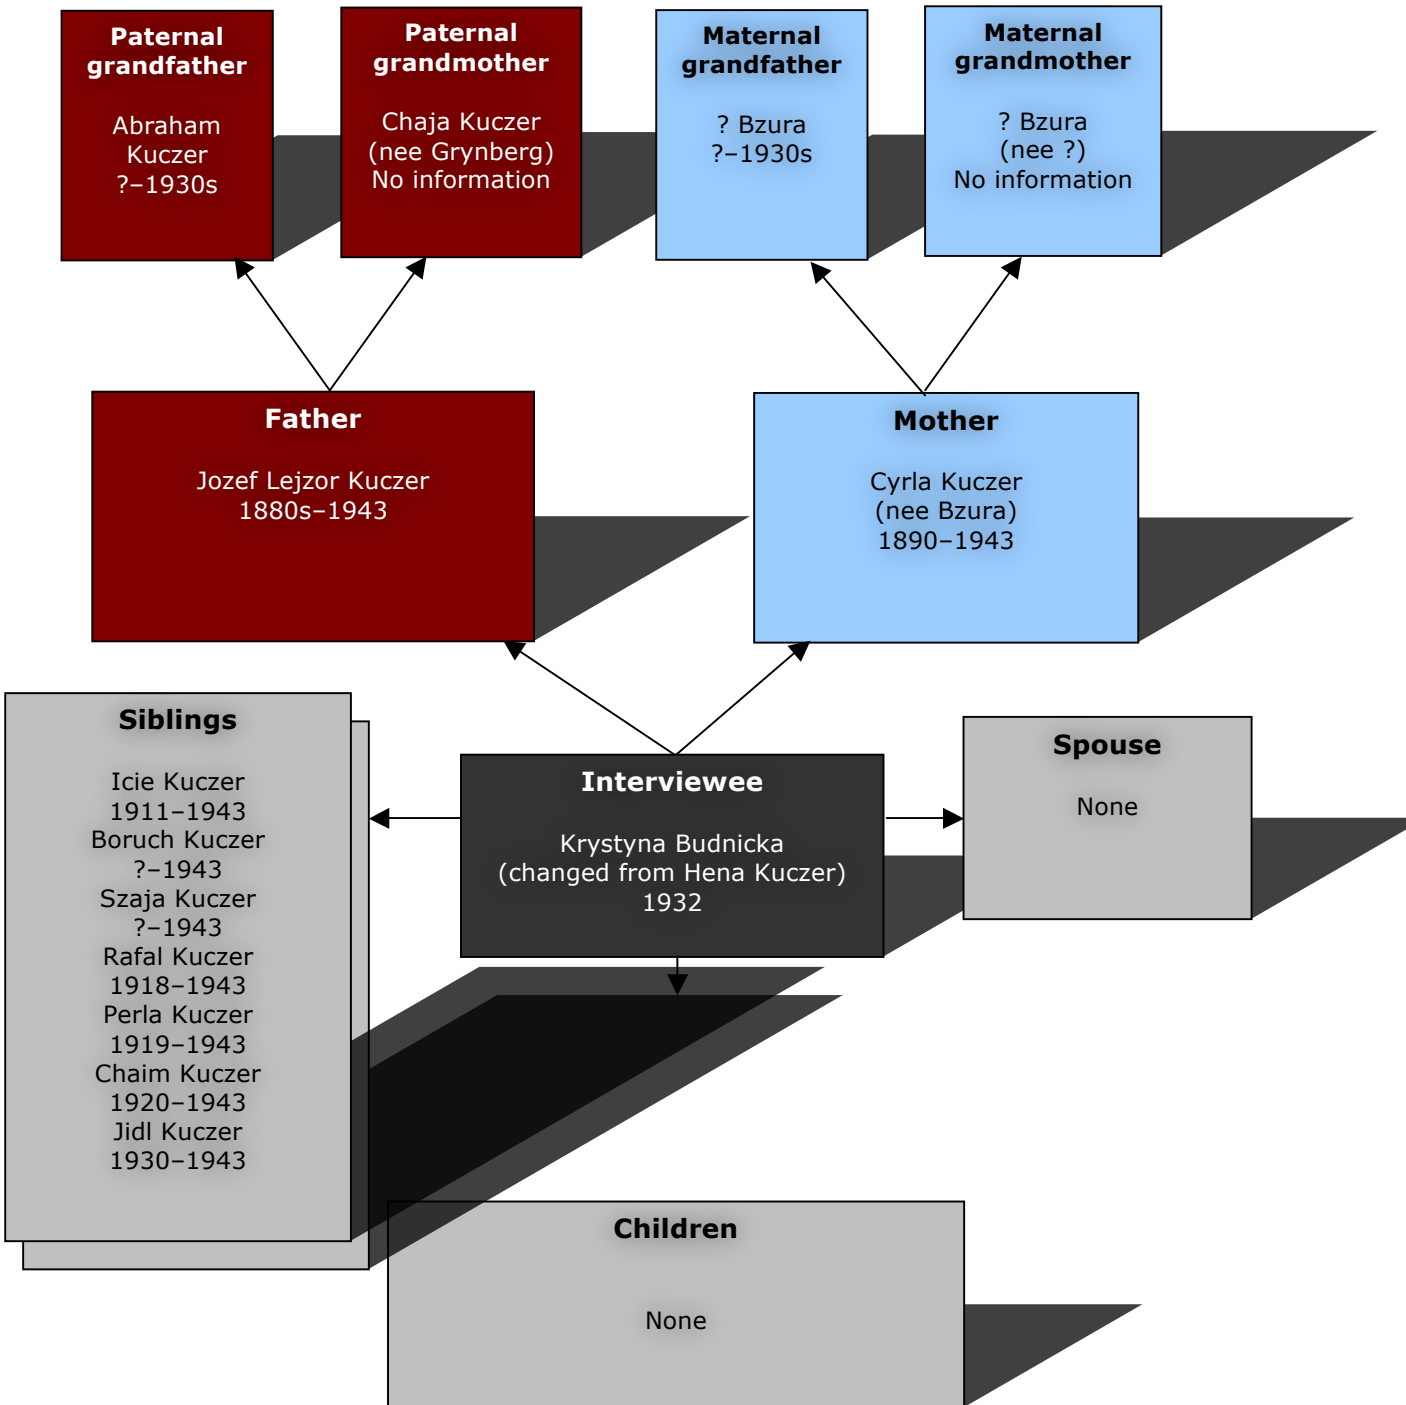 Paternal
grandfather
Abraham
Kuczer
?–1930s
Paternal
grandmother
Chaja Kuczer
(nee Grynberg)
No information
Maternal
grandfather
? Bzura
?–1930s
Maternal
grandmother
? Bzura
(nee ?)
No information
Father
Jozef Lejzor Kuczer
1880s–1943
Mother
Cyrla Kuczer
(nee Bzura)
1890–1943
Siblings
Icie Kuczer
1911–1943
Boruch Kuczer
?–1943
Szaja Kuczer
?–1943
Rafal Kuczer
1918–1943
Perla Kuczer
1919–1943
Chaim Kuczer
1920–1943
Jidl Kuczer
1930–1943
Interviewee
Krystyna Budnicka
(changed from Hena Kuczer)
1932
Spouse
None
Children
None